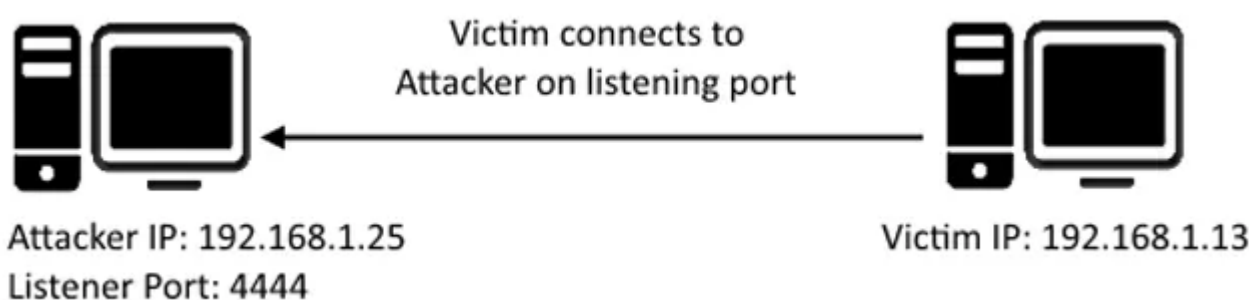 Victim connects to
Attacker on listening port
Attacker IP: 192.168.1.25
Listener Port: 4444
Victim IP: 192.168.1.13